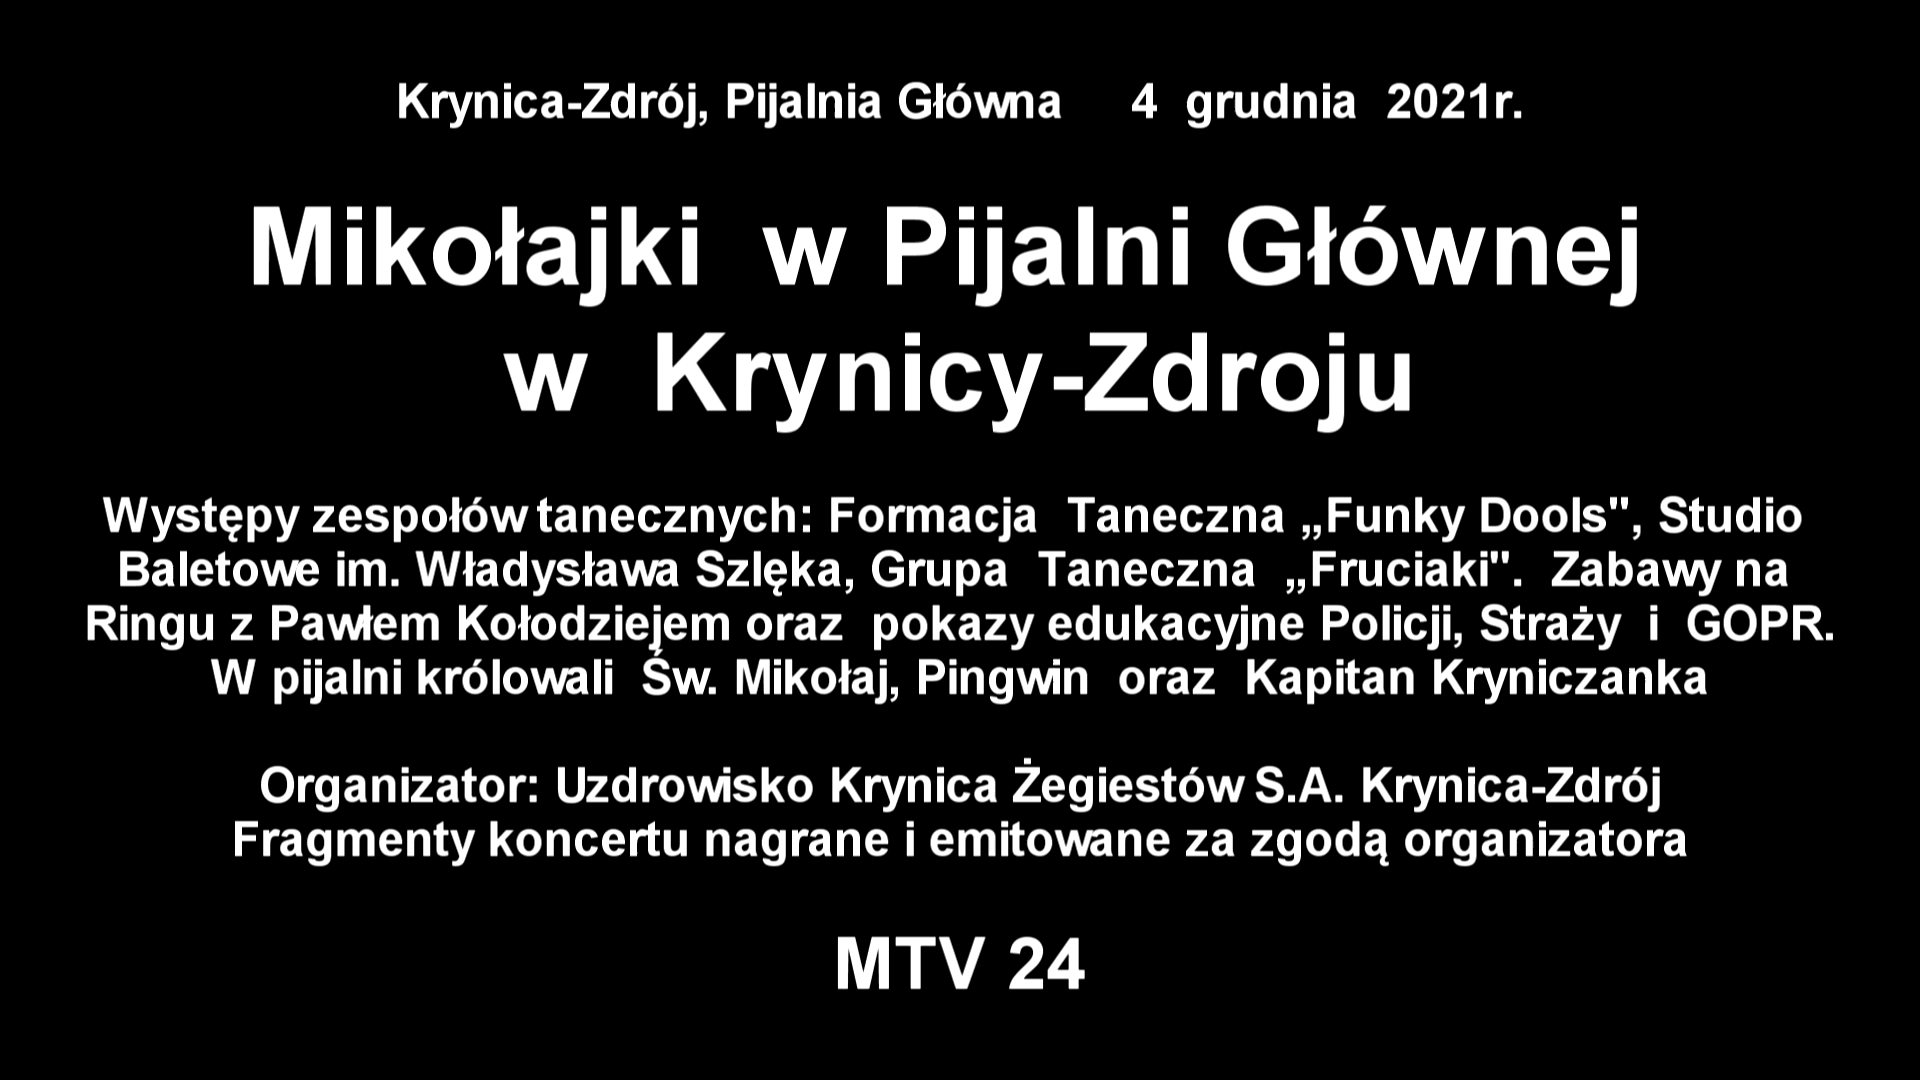 Krynica-Zdrój, Pijalnia Główna 4 grudnia 2021r.
Mikołajki w Pijalni Głównej
w Krynicy-Zdroju
Występy zespołów tanecznych: Formacja Taneczna „Funky Dools", Studio
Baletowe im. Władysława Szlęka, Grupa Taneczna „Fruciaki". Zabawy na
Ringu z Pawłem Kołodziejem oraz pokazy edukacyjne Policji, Straży i GOPR.
W pijalni królowali Św. Mikołaj, Pingwin oraz Kapitan Kryniczanka
Organizator: Uzdrowisko Krynica Żegiestów S.A. Krynica-Zdrój
Fragmenty koncertu nagrane i emitowane za zgodą organizatora
MTV 24